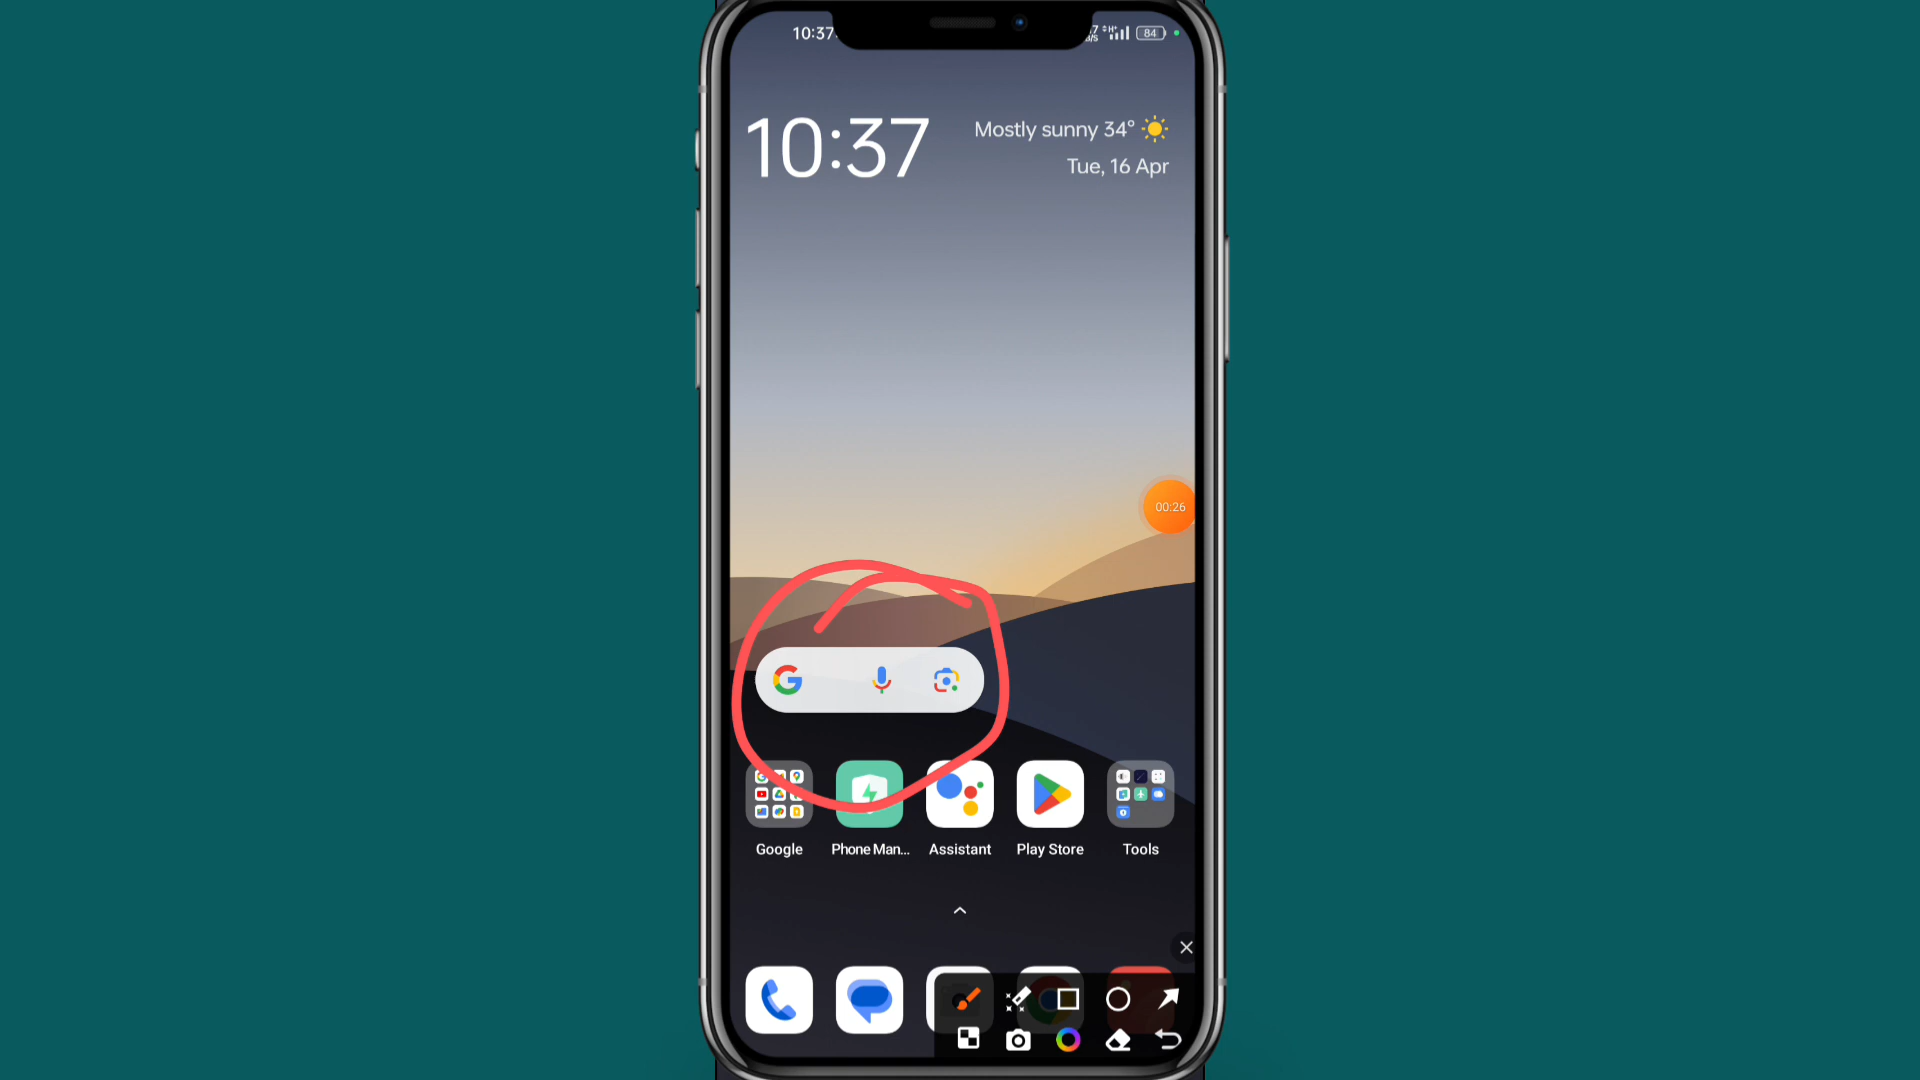 10:37
84
10:37
Mostly sunny 34°
Tue, 16 Apr
00:26
Google
Phone Man...
Assistant
Play Store
Tools